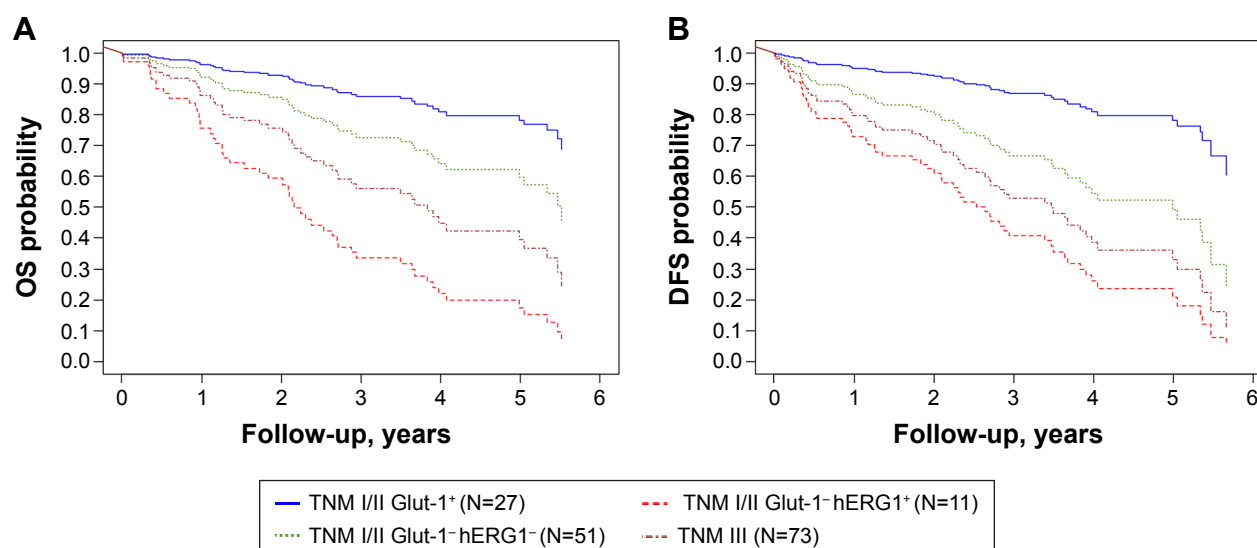 A
OS probability
1.0
0.9
0.8
0.7
0.6
0.5
0.4
0.3
0.2
0.1
0.0
0 1 2 3 4 5 6
Follow-up, years
B
DFS probability
1.0
0.9
0.8
0.7
0.6
0.5
0.4
0.3
0.2
0.1
0.0
0 1 2 3 4 5 6
Follow-up, years
TNM I/II Glut-1⁺ (N=27)
TNM I/II Glut-1⁻ hERG1⁺ (N=11)
TNM I/II Glut-1⁻ hERG1⁻ (N=51)
TNM III (N=73)